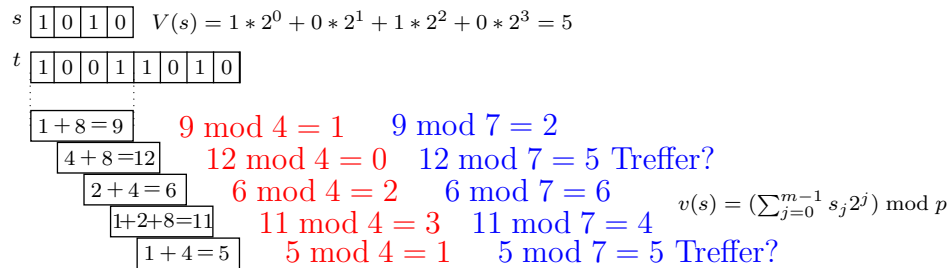 s 1 0 1 0 V(s) = 1 * 2^0 + 0 * 2^1 + 1 * 2^2 + 0 * 2^3 = 5
t 1 0 0 1 1 0 1 0
1 + 8 = 9 9 mod 4 = 1 9 mod 7 = 2
4 + 8 =12 12 mod 4 = 0 12 mod 7 = 5 Treffer?
2 + 4 = 6 6 mod 4 = 2 6 mod 7 = 6
v(s) = (∑_{j=0}^{m−1} s_j 2^j) mod p
1+2+8=11 11 mod 4 = 3 11 mod 7 = 4
1 + 4 = 5 5 mod 4 = 1 5 mod 7 = 5 Treffer?